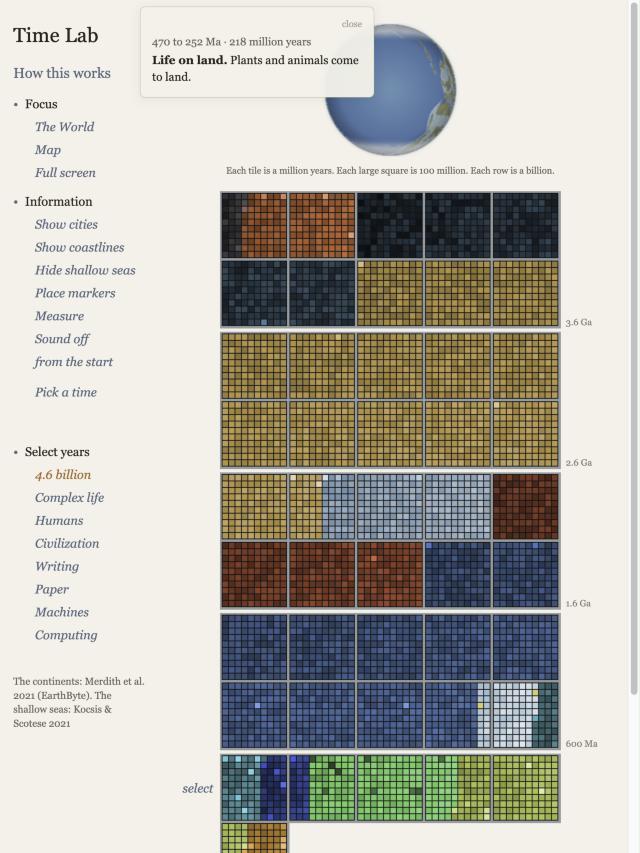 Time Lab
How this works
Focus
The World
Map
Full screen
Information
Show cities
Show coastlines
Hide shallow seas
Place markers
Measure
Sound off
from the start
Pick a time
Select years
4.6 billion
Complex life
Humans
Civilization
Writing
Paper
Machines
Computing
The continents: Merdith et al.
2021 (EarthByte). The
shallow seas: Kocsis &
Scotese 2021
close
470 to 252 Ma · 218 million years
Life on land. Plants and animals come
to land.
Each tile is a million years. Each large square is 100 million. Each row is a billion.
3.6 Ga
2.6 Ga
1.6 Ga
600 Ma
select